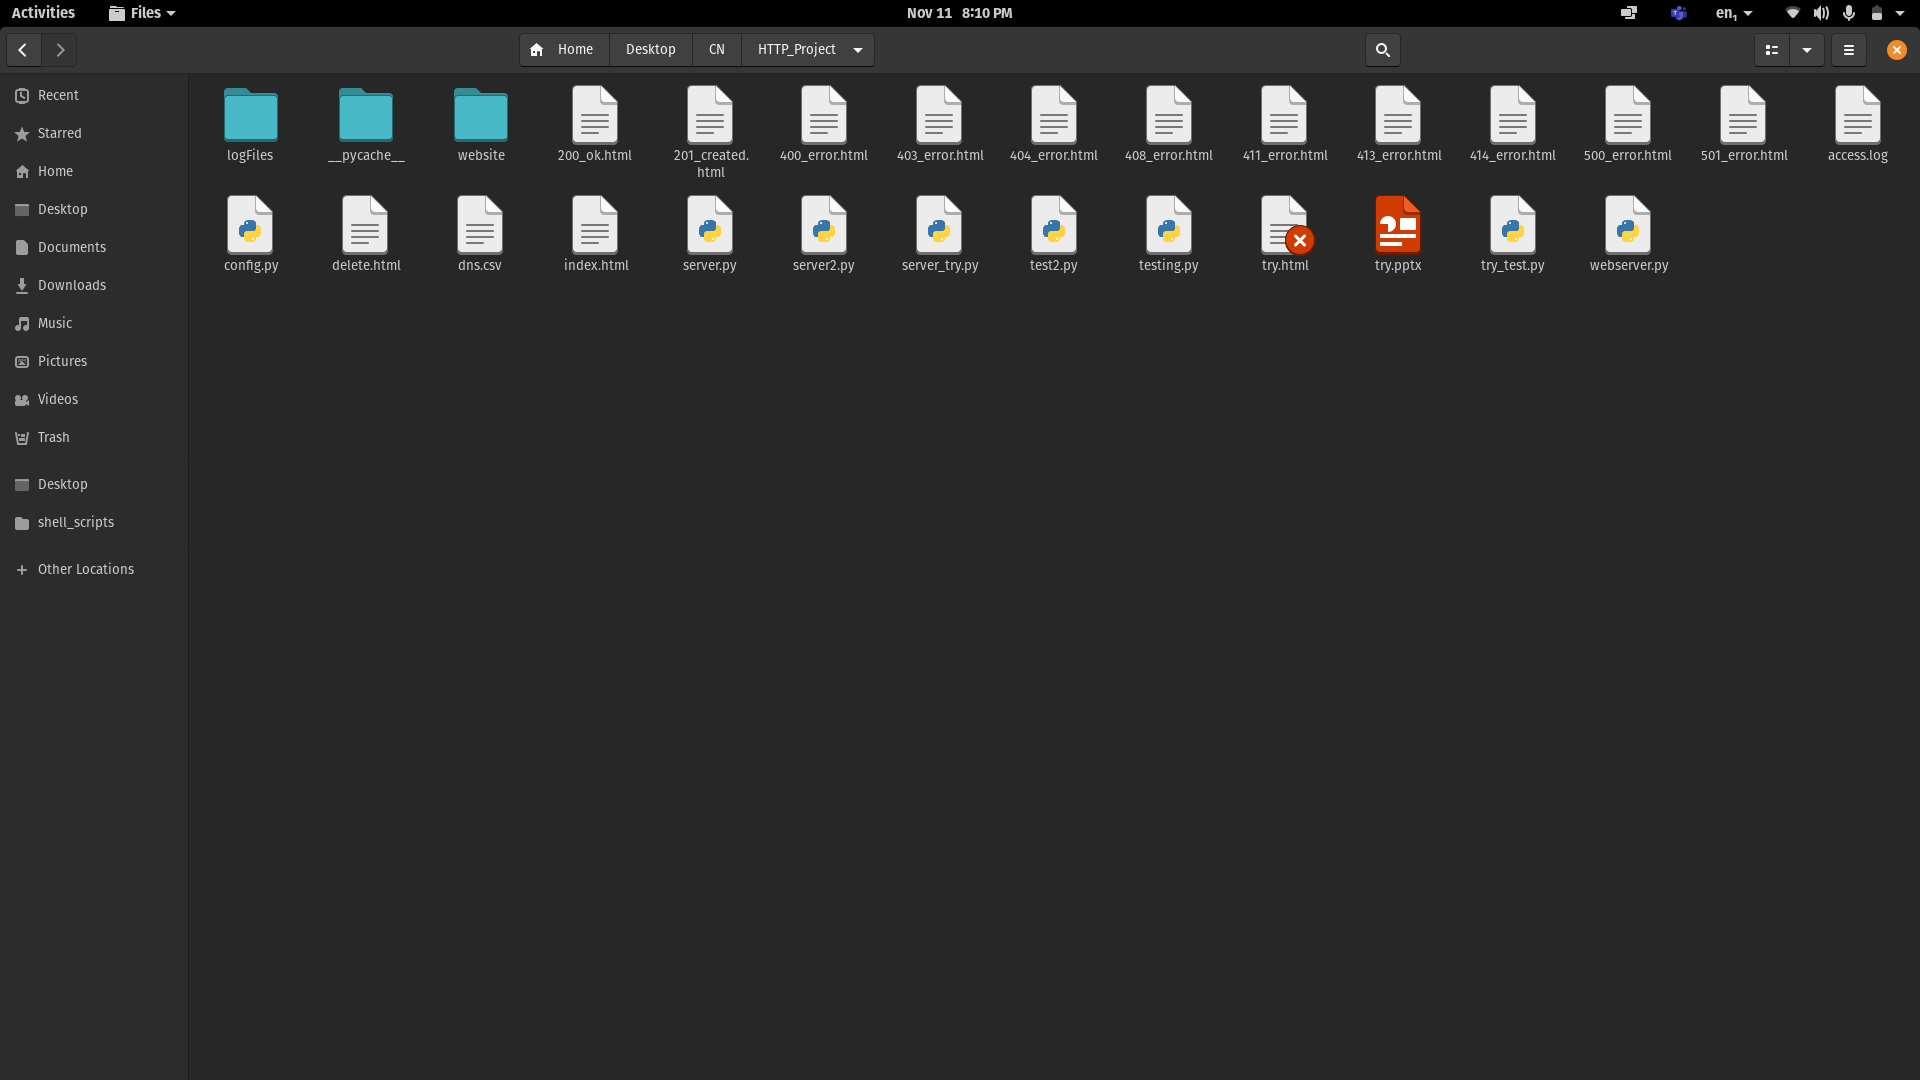 Activities Files Nov 11 8:10 PM en1
Home Desktop CN HTTP_Project
Recent
Starred
Home
Desktop
Documents
Downloads
Music
Pictures
Videos
Trash
Desktop
shell_scripts
Other Locations
logFiles __pycache__ website 200_ok.html 201_created. 400_error.html 403_error.html 404_error.html 408_error.html 411_error.html 413_error.html 414_error.html 500_error.html 501_error.html access.log
html
config.py delete.html dns.csv index.html server.py server2.py server_try.py test2.py testing.py try.html try.pptx try_test.py webserver.py